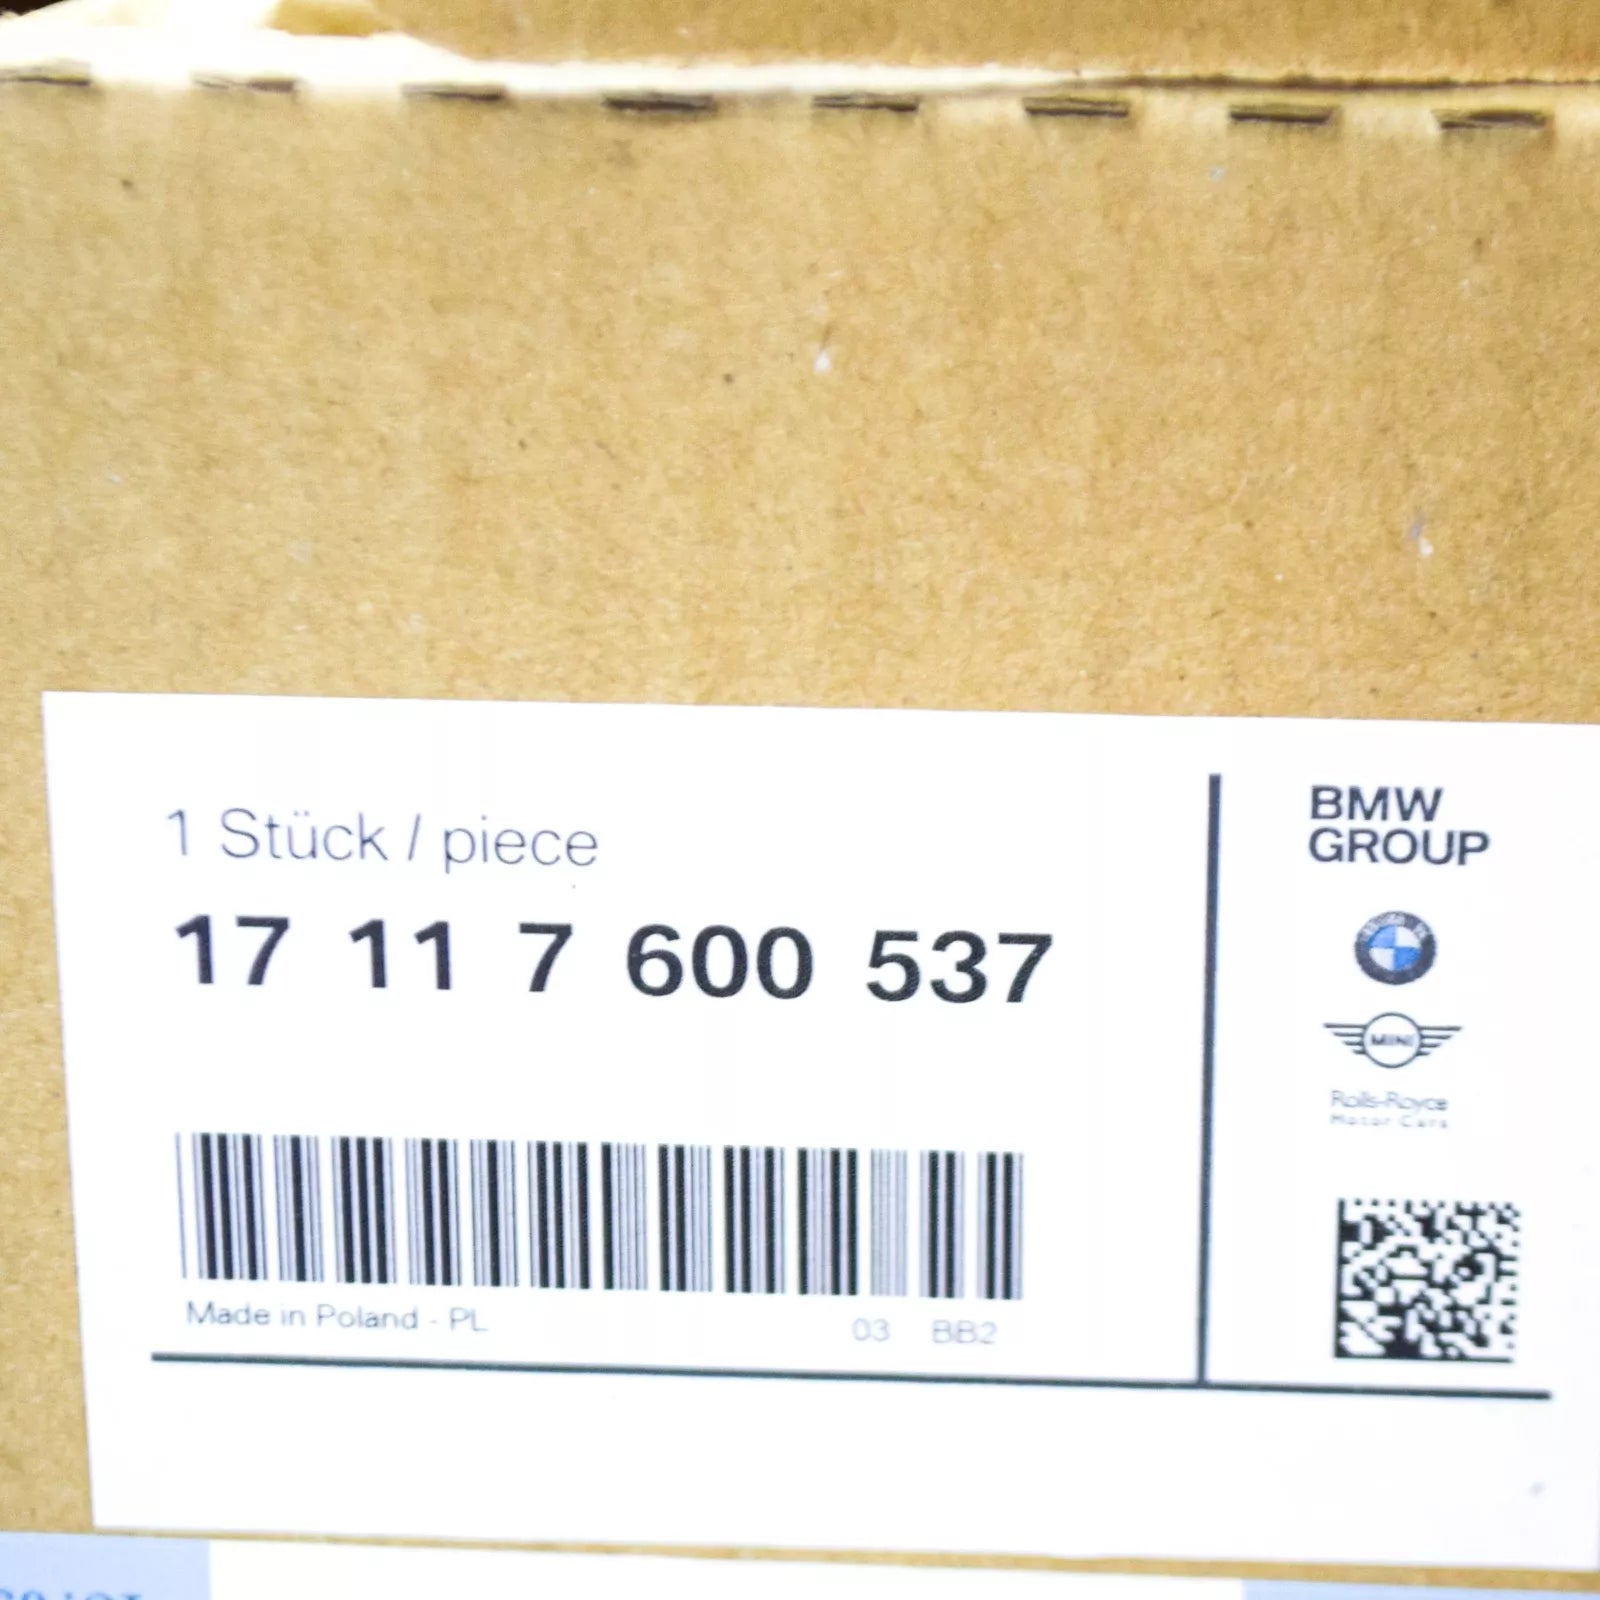 1 Stück / piece
17 11 7 600 537
Made in Poland - PL
03 BB2
BMW
GROUP
MINI
Rolls-Royce
Motor Cars